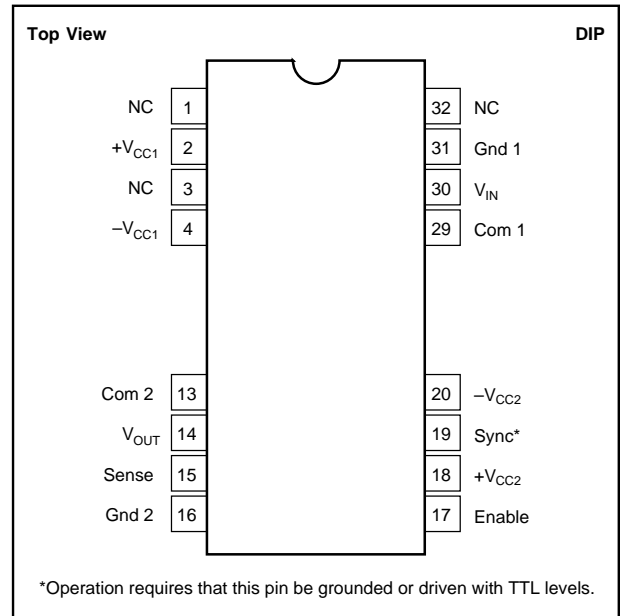 Top View DIP
NC 1 32 NC
+VCC1 2 31 Gnd 1
NC 3 30 VIN
–VCC1 4 29 Com 1
Com 2 13 20 –VCC2
VOUT 14 19 Sync*
Sense 15 18 +VCC2
Gnd 2 16 17 Enable
*Operation requires that this pin be grounded or driven with TTL levels.